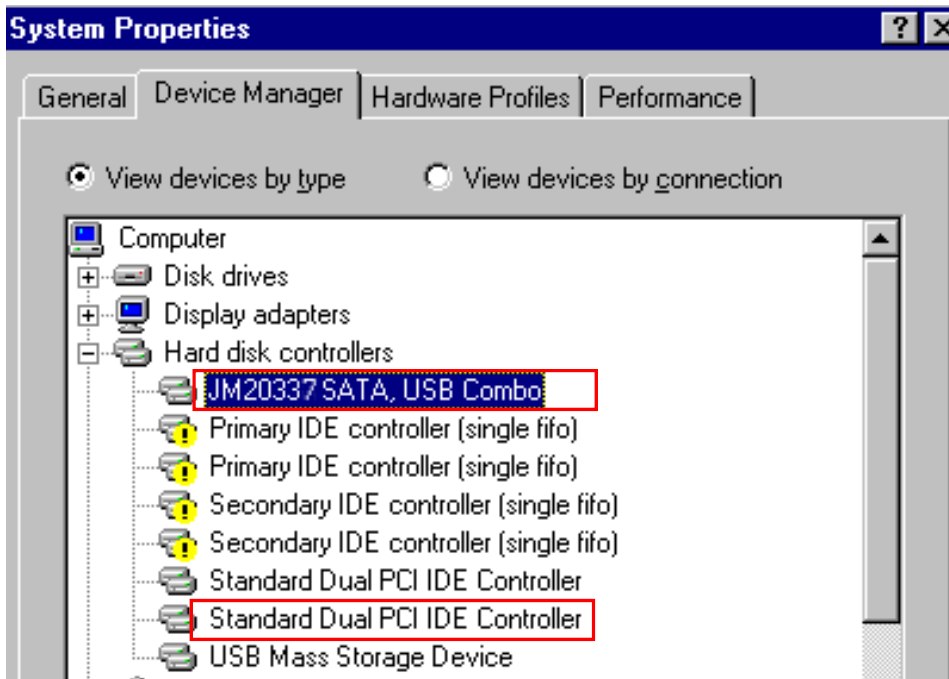 System Properties
General Device Manager Hardware Profiles Performance
View devices by type View devices by connection
Computer
Disk drives
Display adapters
Hard disk controllers
JM20337 SATA, USB Combo
Primary IDE controller (single fifo)
Primary IDE controller (single fifo)
Secondary IDE controller (single fifo)
Secondary IDE controller (single fifo)
Standard Dual PCI IDE Controller
Standard Dual PCI IDE Controller
USB Mass Storage Device